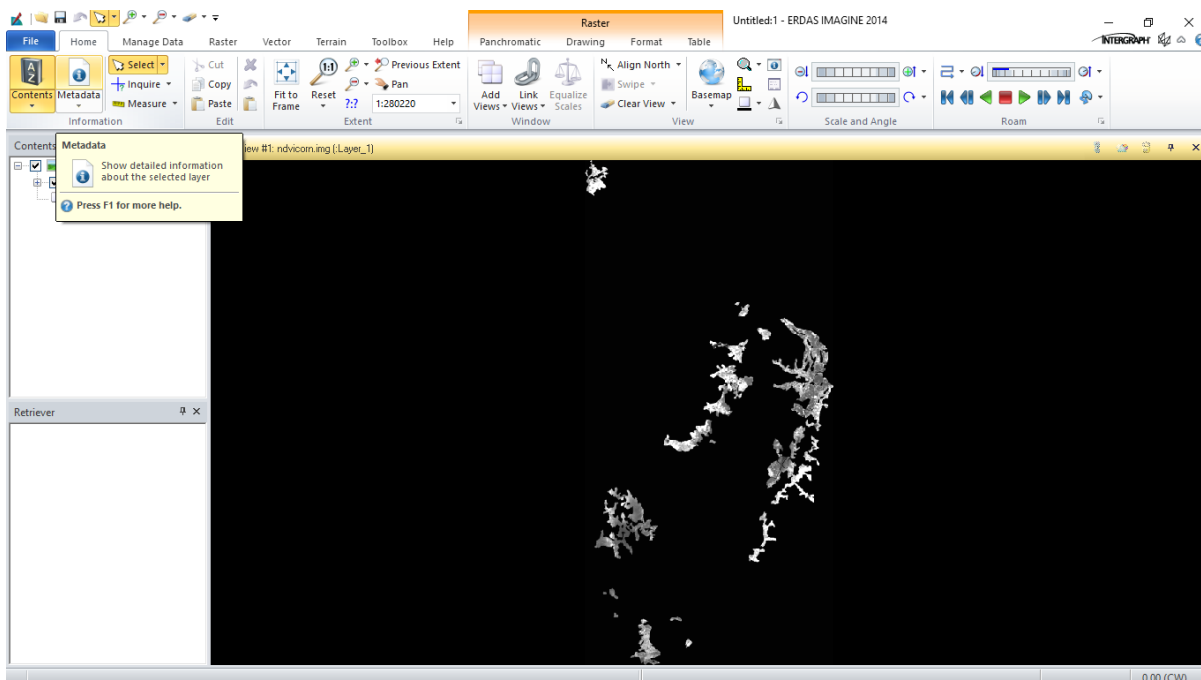 Raster
Untitled:1 - ERDAS IMAGINE 2014
File Home Manage Data Raster Vector Terrain Toolbox Help Panchromatic Drawing Format Table
INTERGRAPH
Contents
Metadata
Select
Inquire
Measure
Information
Cut
Copy
Paste
Edit
Fit to
Frame
1:1
Reset
Previous Extent
Pan
?:? 1:280220
Extent
Add
Views
Link
Views
Equalize
Scales
Window
Align North
Swipe
Clear View
Basemap
View
Scale and Angle
Roam
Contents
iew #1: ndvicorn.img (:Layer_1)
Metadata
Show detailed information
about the selected layer
Press F1 for more help.
Retriever
0.00 (CW)